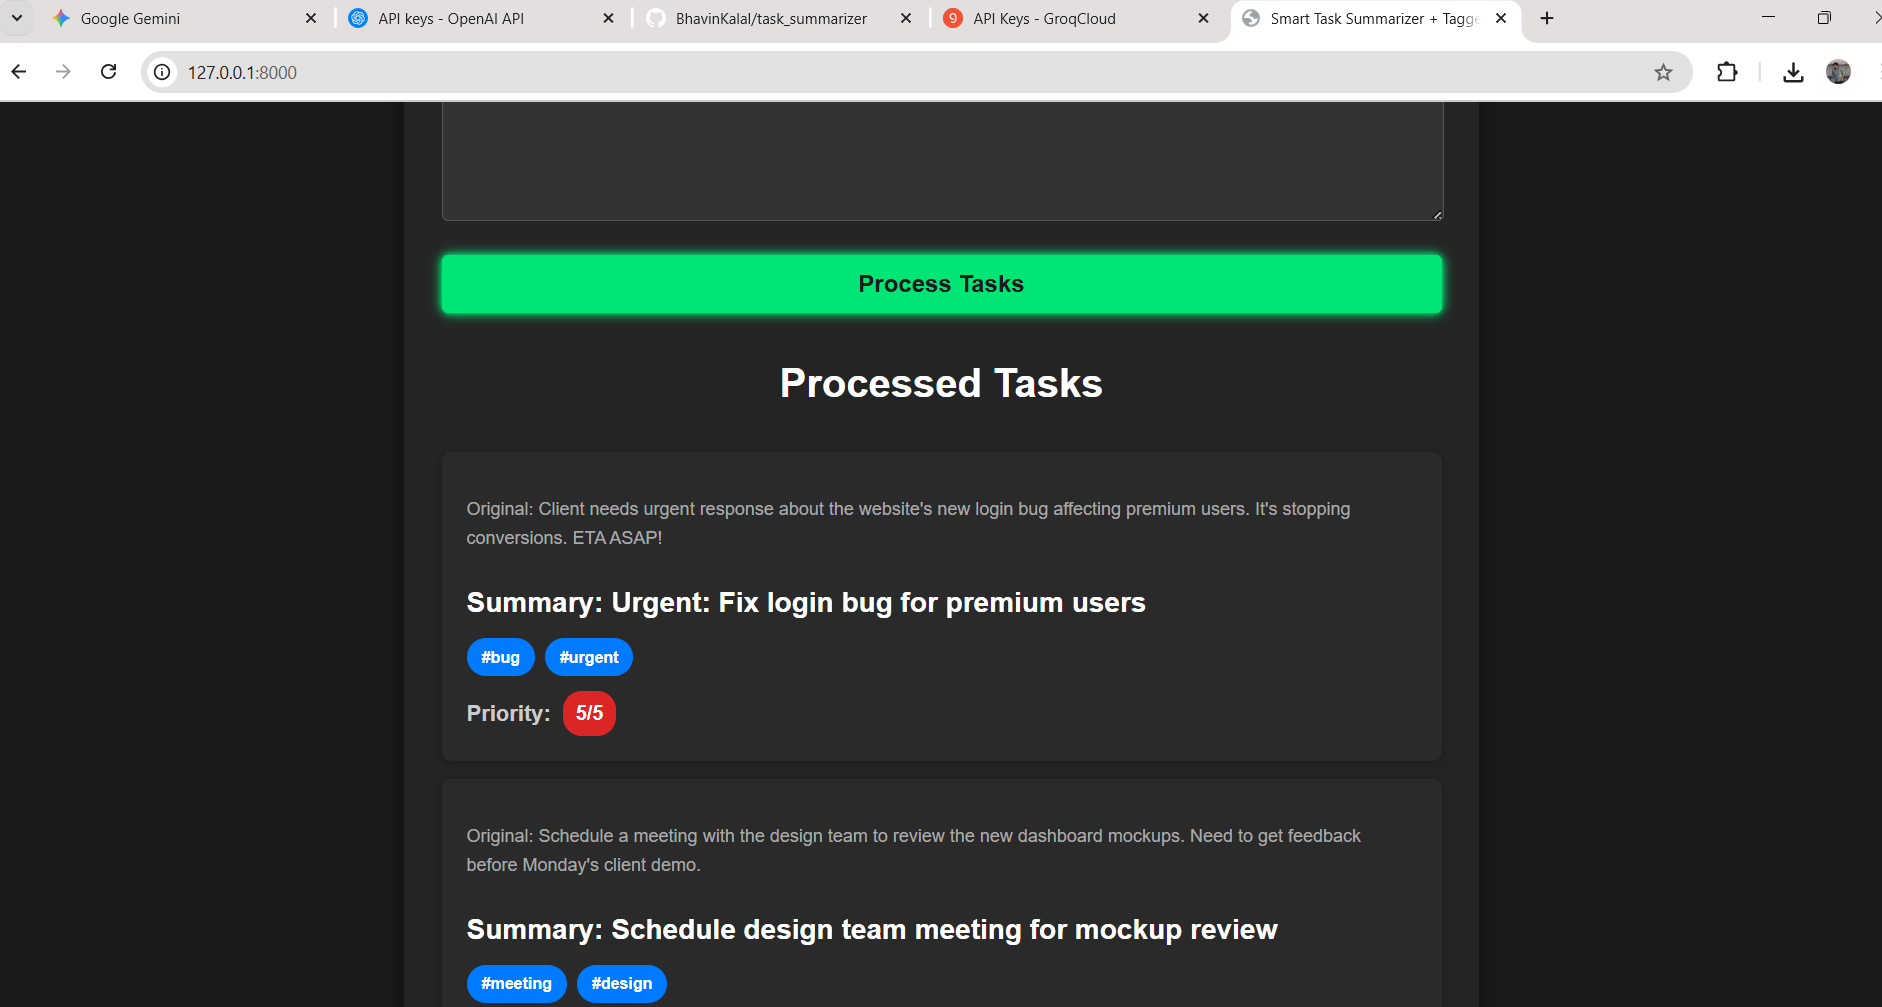 Google Gemini
API keys - OpenAI API
BhavinKalal/task_summarizer
9
API Keys - GroqCloud
Smart Task Summarizer + Tagge
127.0.0.1:8000
Process Tasks
Processed Tasks
Original: Client needs urgent response about the website's new login bug affecting premium users. It's stopping
conversions. ETA ASAP!
Summary: Urgent: Fix login bug for premium users
#bug #urgent
Priority: 5/5
Original: Schedule a meeting with the design team to review the new dashboard mockups. Need to get feedback
before Monday's client demo.
Summary: Schedule design team meeting for mockup review
#meeting #design